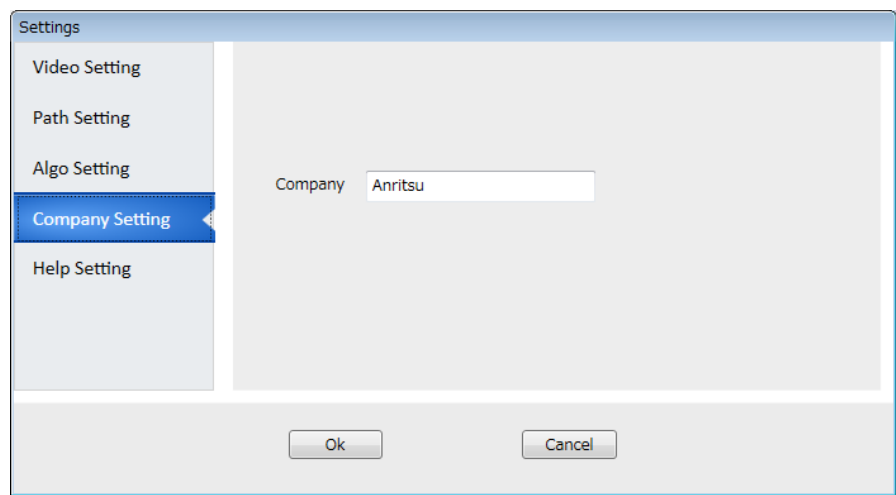 Settings
Video Setting
Path Setting
Algo Setting
Company Setting
Help Setting
Company Anritsu
Ok Cancel